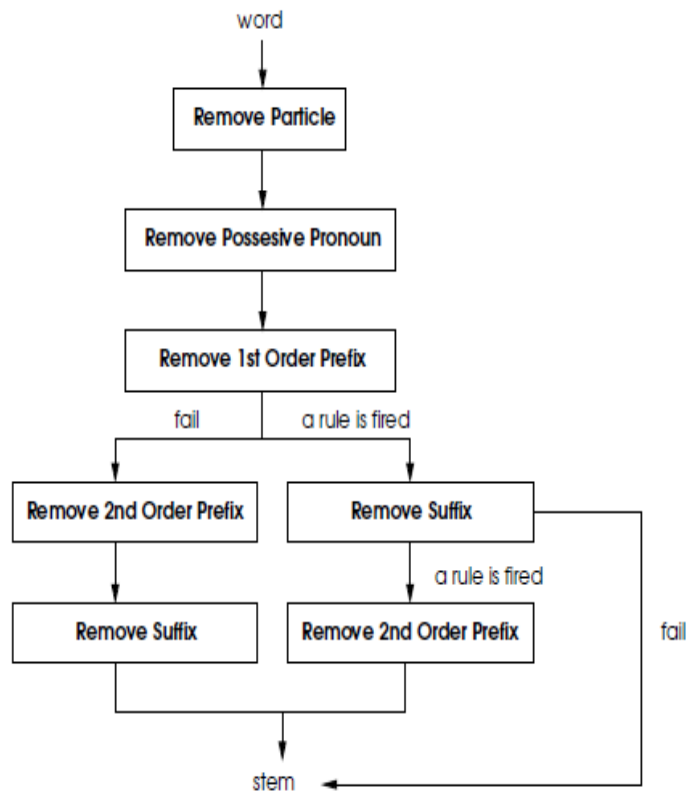 word
Remove Particle
Remove Possesive Pronoun
Remove 1st Order Prefix
fail
a rule is fired
Remove 2nd Order Prefix
Remove Suffix
a rule is fired
Remove Suffix
Remove 2nd Order Prefix
fail
stem